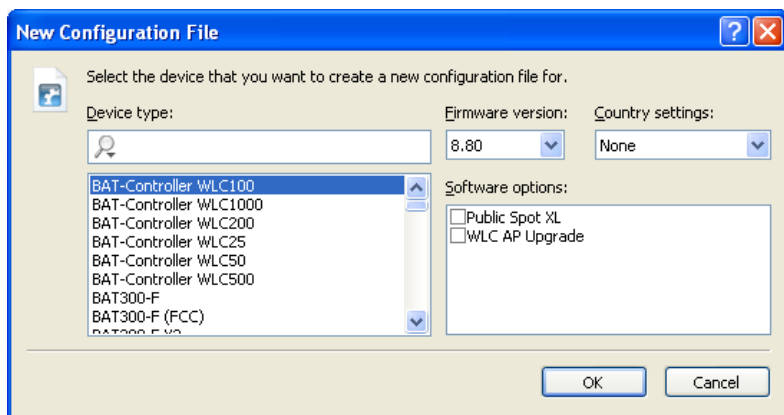 New Configuration File
Select the device that you want to create a new configuration file for.
Device type:
Firmware version:
Country settings:
8.80
None
BAT-Controller WLC100
BAT-Controller WLC1000
BAT-Controller WLC200
BAT-Controller WLC25
BAT-Controller WLC50
BAT-Controller WLC500
BAT300-F
BAT300-F (FCC)
Software options:
Public Spot XL
WLC AP Upgrade
OK
Cancel